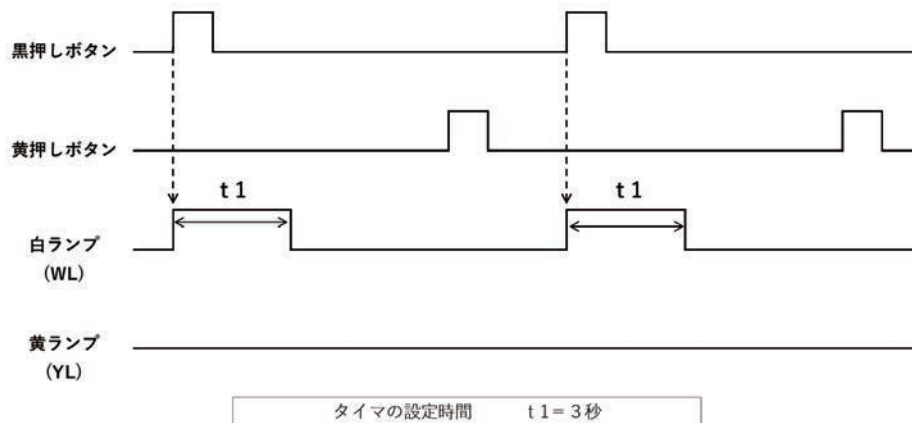 黒押しボタン
黄押しボタン
t 1
t 1
白ランプ
(WL)
黄ランプ
(YL)
タイマの設定時間 t 1 = 3 秒